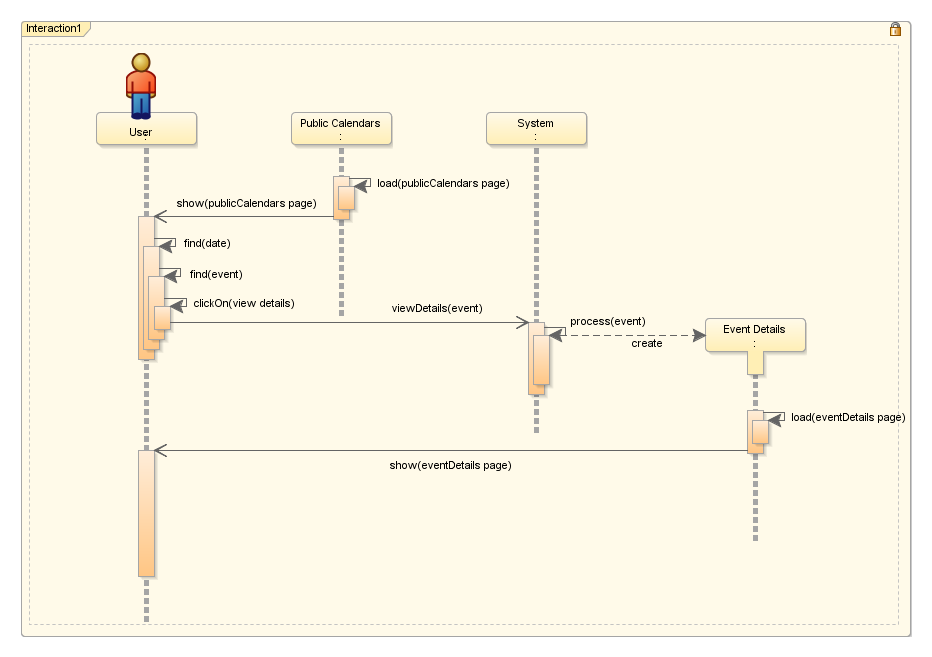 Interaction1
User
:
Public Calendars
:
System
:
load(publicCalendars page)
show(publicCalendars page)
find(date)
find(event)
clickOn(view details)
viewDetails(event)
process(event)
create
Event Details
:
load(eventDetails page)
show(eventDetails page)